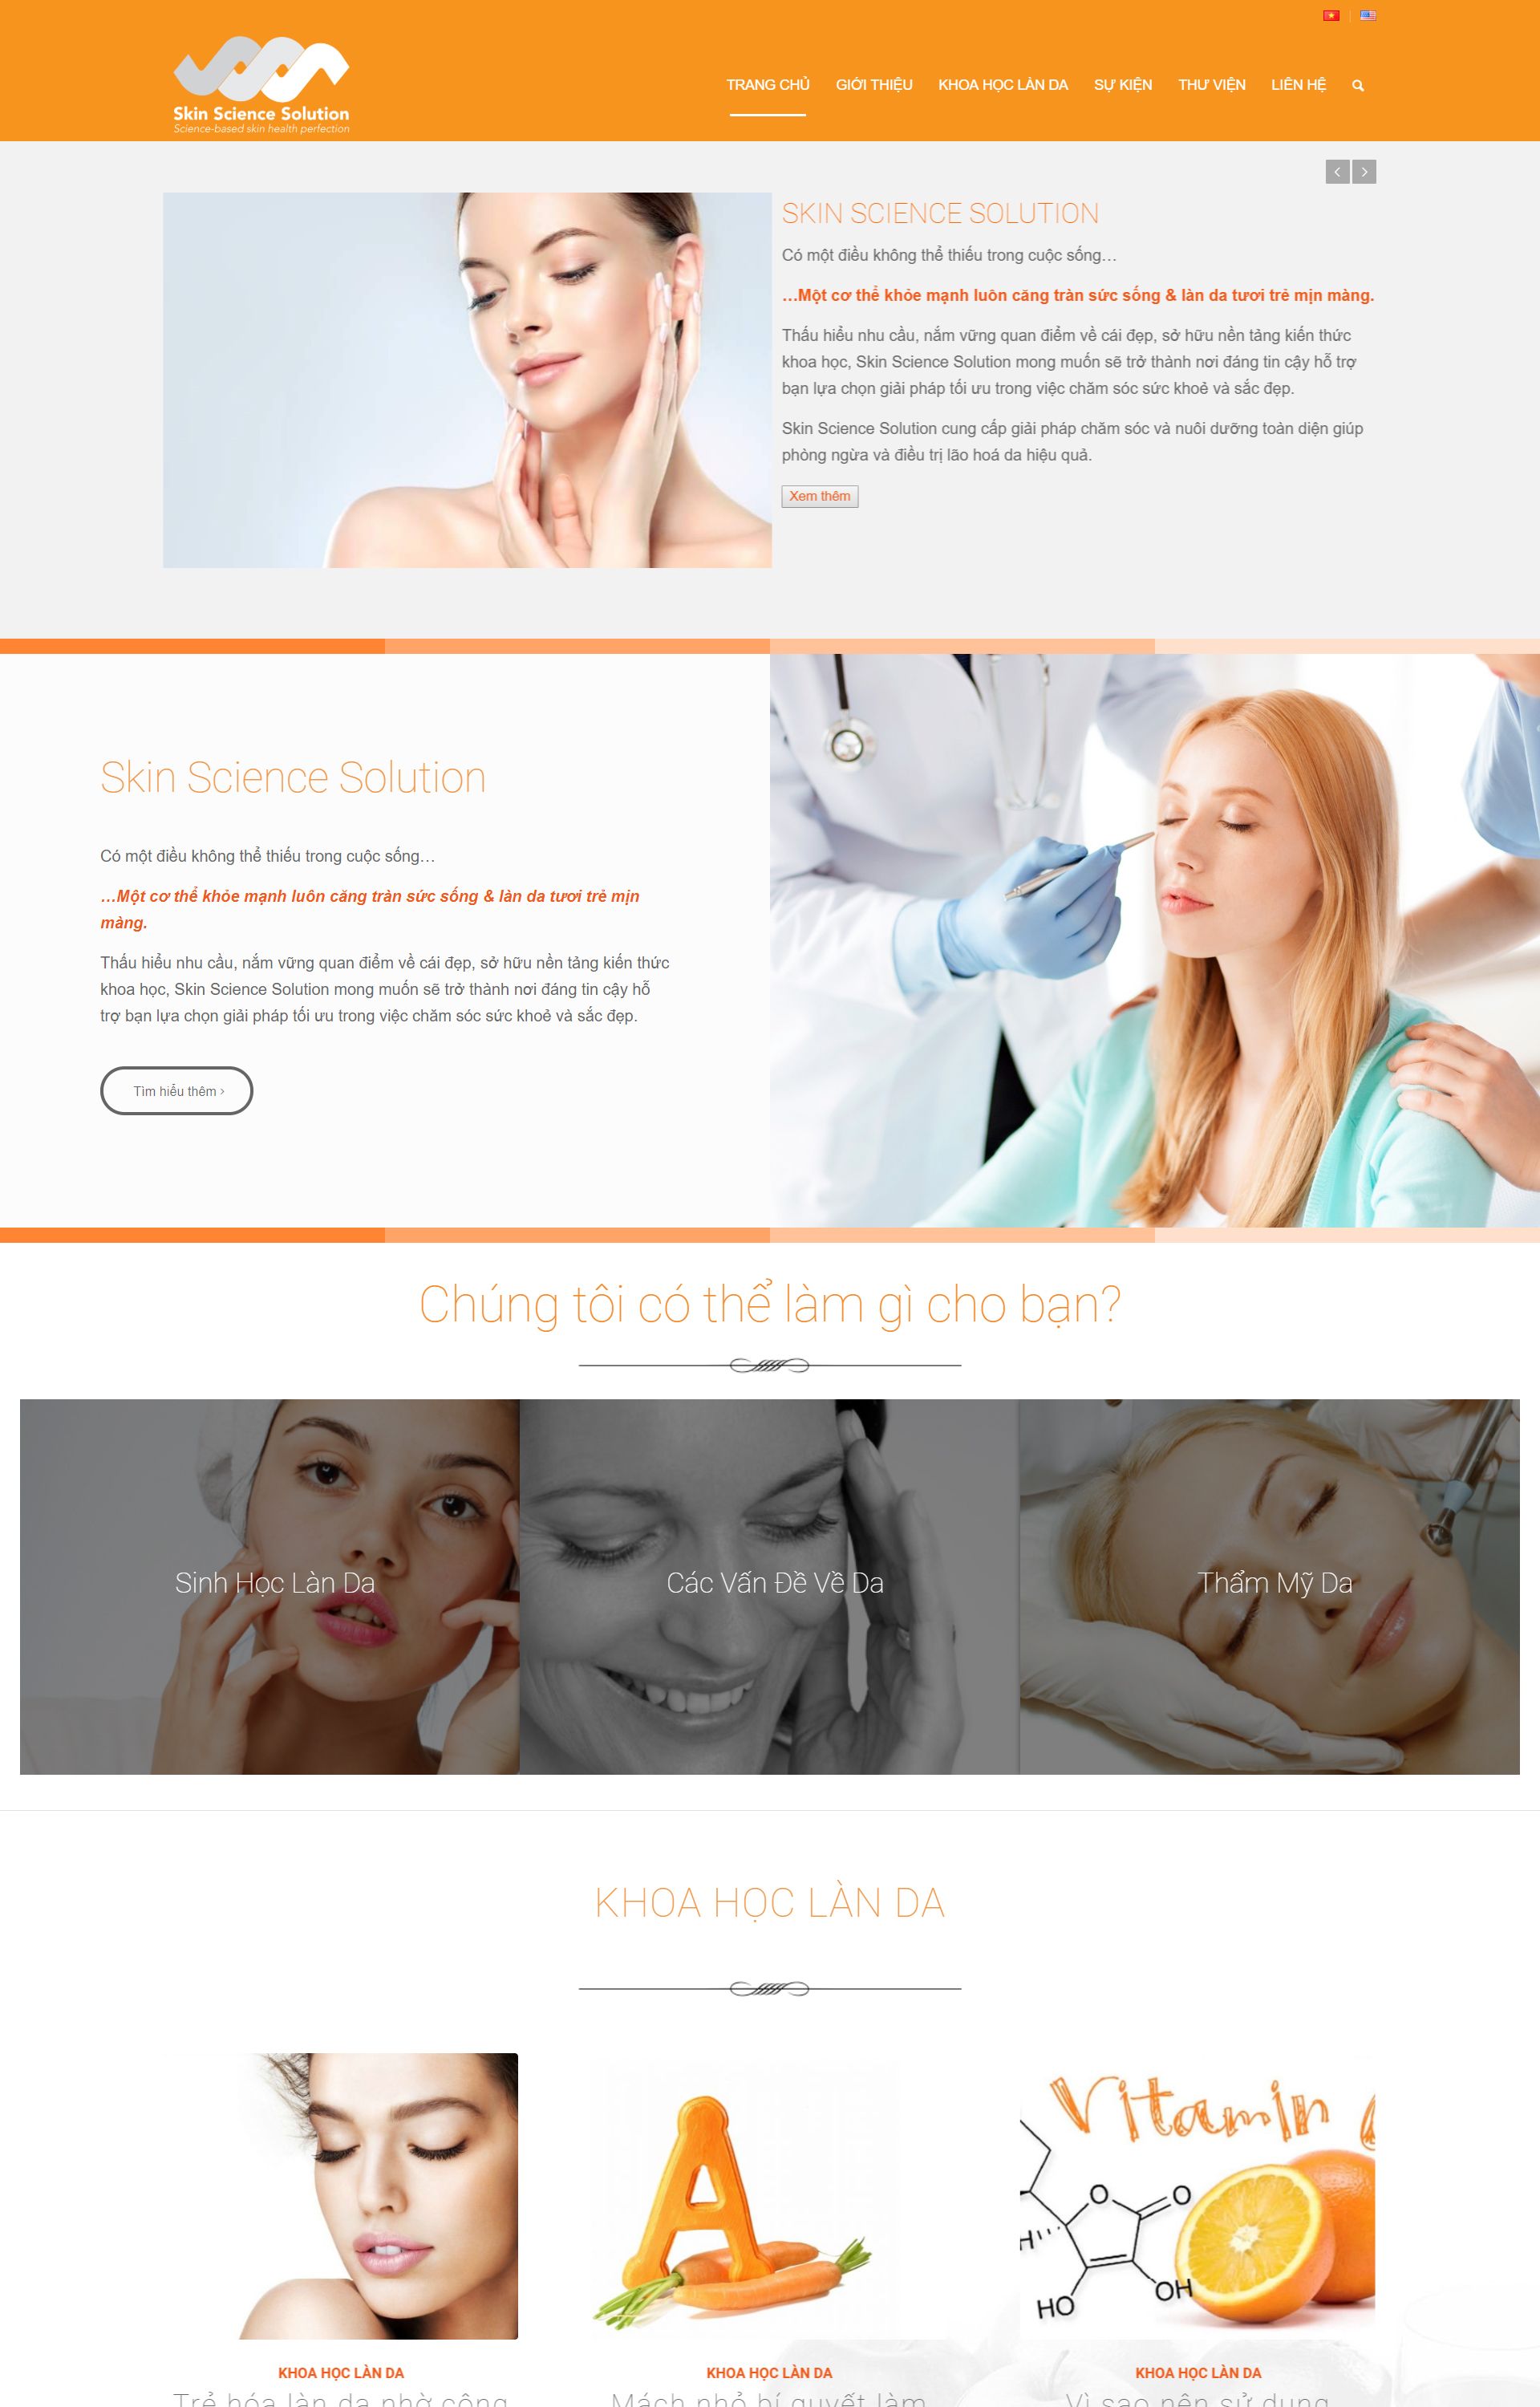 Skin Science Solution
Science-based skin health perfection
TRANG CHỦ
GIỚI THIỆU
KHOA HỌC LÀN DA
SỰ KIỆN
THƯ VIỆN
LIÊN HỆ
SKIN SCIENCE SOLUTION
Có một điều không thể thiếu trong cuộc sống…
…Một cơ thể khỏe mạnh luôn căng tràn sức sống & làn da tươi trẻ mịn màng.
Thấu hiểu nhu cầu, nắm vững quan điểm về cái đẹp, sở hữu nền tảng kiến thức
khoa học, Skin Science Solution mong muốn sẽ trở thành nơi đáng tin cậy hỗ trợ
bạn lựa chọn giải pháp tối ưu trong việc chăm sóc sức khoẻ và sắc đẹp.
Skin Science Solution cung cấp giải pháp chăm sóc và nuôi dưỡng toàn diện giúp
phòng ngừa và điều trị lão hoá da hiệu quả.
Xem thêm
Skin Science Solution
Có một điều không thể thiếu trong cuộc sống…
…Một cơ thể khỏe mạnh luôn căng tràn sức sống & làn da tươi trẻ mịn
màng.
Thấu hiểu nhu cầu, nắm vững quan điểm về cái đẹp, sở hữu nền tảng kiến thức
khoa học, Skin Science Solution mong muốn sẽ trở thành nơi đáng tin cậy hỗ
trợ bạn lựa chọn giải pháp tối ưu trong việc chăm sóc sức khoẻ và sắc đẹp.
Tìm hiểu thêm ›
Chúng tôi có thể làm gì cho bạn?
Sinh Học Làn Da
Các Vấn Đề Về Da
Thẩm Mỹ Da
KHOA HỌC LÀN DA
A
Vitamin
O
O
H
HO
OH
KHOA HỌC LÀN DA
Trẻ hóa làn da nhờ công
KHOA HỌC LÀN DA
Mách nhỏ bí quyết làm
KHOA HỌC LÀN DA
Vì sao nên sử dụng